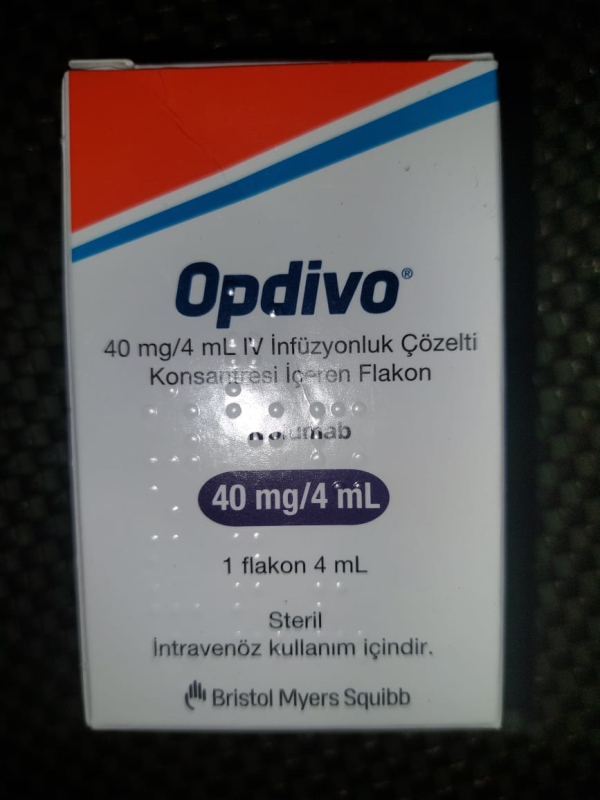 Opdivo®
40 mg/4 mL IV İnfüzyonluk Çözelti
Konsantresi İçeren Flakon
Nivolumab
40 mg/4 mL
1 flakon 4 mL
Steril
İntravenöz kullanım içindir.
Bristol Myers Squibb